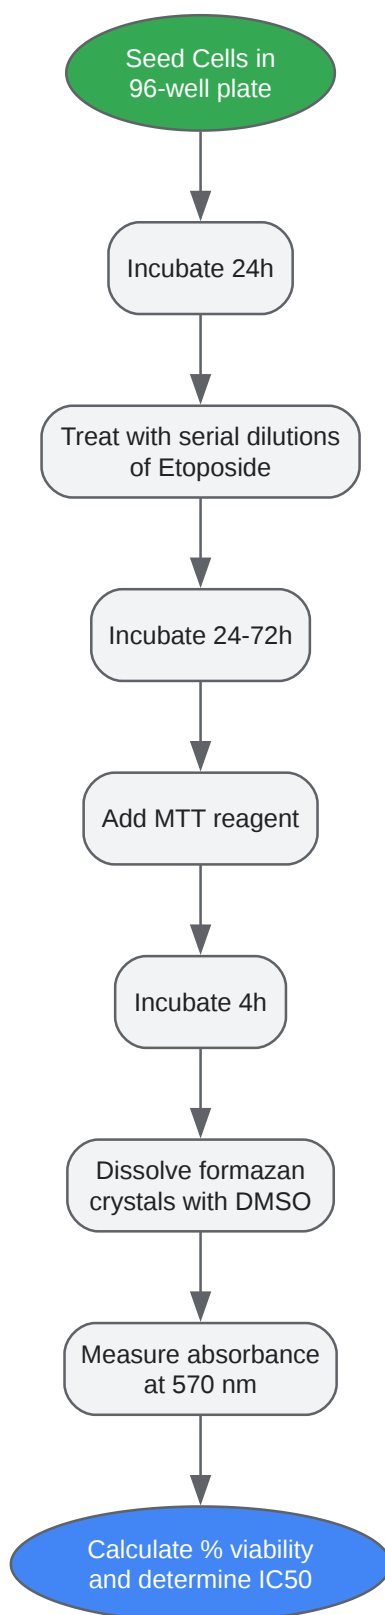 Seed Cells in
96-well plate
Incubate 24h
Treat with serial dilutions
of Etoposide
Incubate 24-72h
Add MTT reagent
Incubate 4h
Dissolve formazan
crystals with DMSO
Measure absorbance
at 570 nm
Calculate % viability
and determine IC50